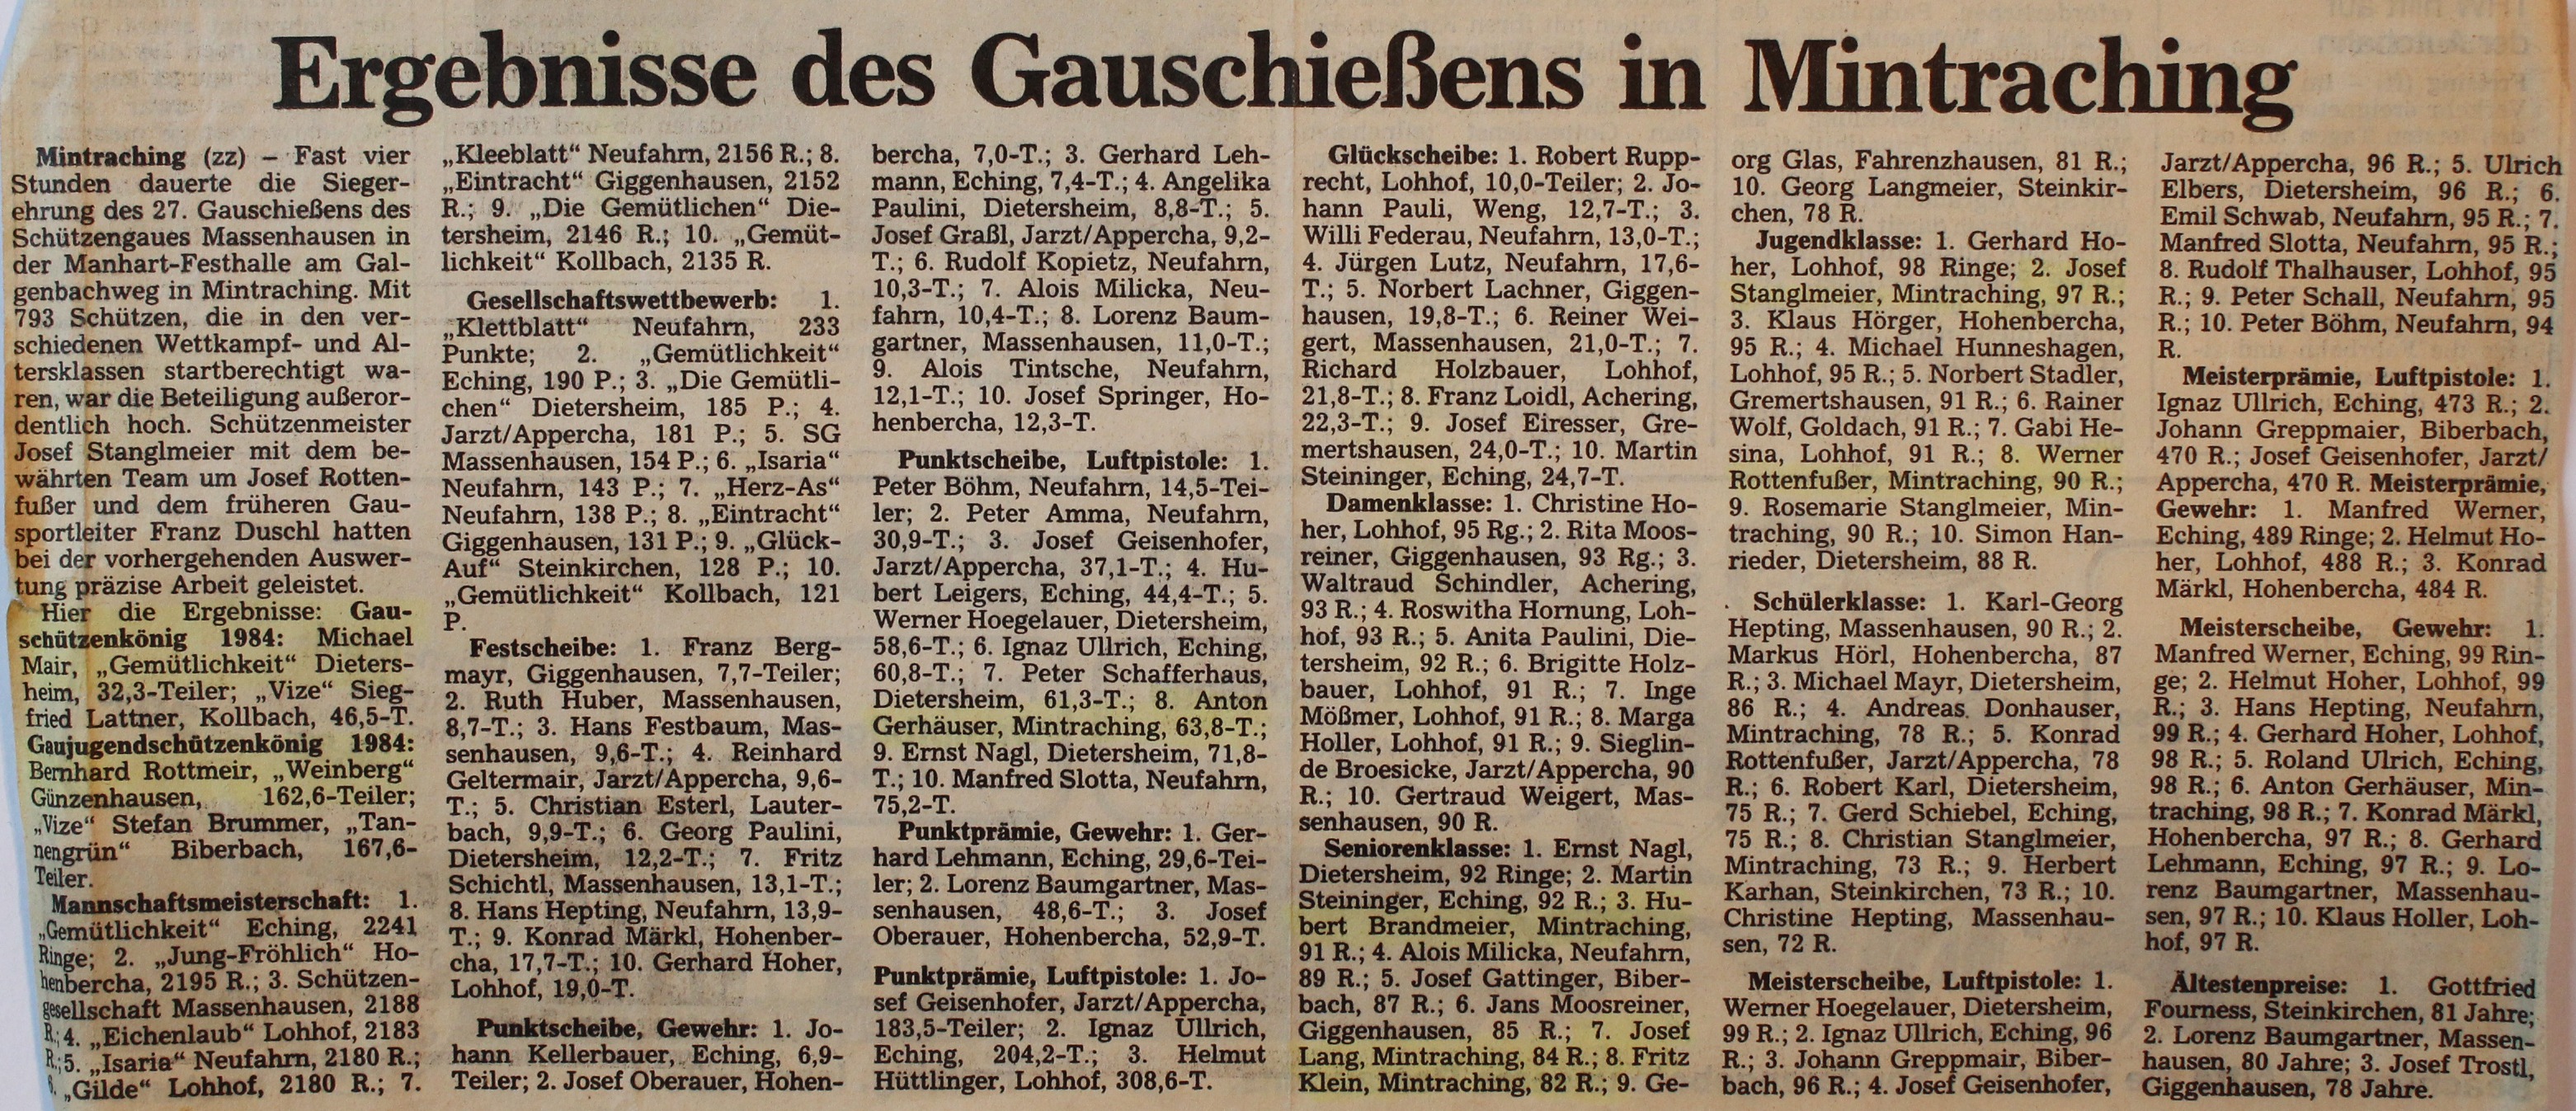 Ergebnisse des Gauschießens in Mintraching
Mintraching (zz) – Fast vier
Stunden dauerte die Sieger-
ehrung des 27. Gauschießens des
Schützengaues Massenhausen in
der Manhart-Festhalle am Gal-
genbachweg in Mintraching. Mit
793 Schützen, die in den ver-
schiedenen Wettkampf- und Al-
tersklassen startberechtigt wa-
ren, war die Beteiligung außeror-
dentlich hoch. Schützenmeister
Josef Stanglmeier mit dem be-
währten Team um Josef Rotten-
fußer und dem früheren Gau-
sportleiter Franz Duschl hatten
bei der vorhergehenden Auswer-
tung präzise Arbeit geleistet.
Hier die Ergebnisse: Gau-
schützenkönig 1984: Michael
Mair, „Gemütlichkeit“ Dieters-
heim, 32,3-Teiler; „Vize“ Sieg-
fried Lattner, Kollbach, 46,5-T.
Gaujugendschützenkönig 1984:
Bernhard Rottmeir, „Weinberg“
Günzenhausen, 162,6-Teiler;
„Vize“ Stefan Brummer, „Tan-
nengrün“ Biberbach, 167,6-
Teiler.
Mannschaftsmeisterschaft: 1.
„Gemütlichkeit“ Eching, 2241
Ringe; 2. „Jung-Fröhlich“ Ho-
henbercha, 2195 R.; 3. Schützen-
gesellschaft Massenhausen, 2188
R.; 4. „Eichenlaub“ Lohhof, 2183
R.; 5. „Isaria“ Neufahrn, 2180 R.;
6. „Gilde“ Lohhof, 2180 R.; 7.
„Kleeblatt“ Neufahrn, 2156 R.; 8.
„Eintracht“ Giggenhausen, 2152
R.; 9. „Die Gemütlichen“ Die-
tersheim, 2146 R.; 10. „Gemüt-
lichkeit“ Kollbach, 2135 R.
Gesellschaftswettbewerb: 1.
„Klettblatt“ Neufahrn, 233
Punkte; 2. „Gemütlichkeit“
Eching, 190 P.; 3. „Die Gemütli-
chen“ Dietersheim, 185 P.; 4.
Jarzt/Appercha, 181 P.; 5. SG
Massenhausen, 154 P.; 6. „Isaria“
Neufahrn, 143 P.; 7. „Herz-As“
Neufahrn, 138 P.; 8. „Eintracht“
Giggenhausen, 131 P.; 9. „Glück-
Auf“ Steinkirchen, 128 P.; 10.
„Gemütlichkeit“ Kollbach, 121
P.
Festscheibe: 1. Franz Berg-
mayr, Giggenhausen, 7,7-Teiler;
2. Ruth Huber, Massenhausen,
8,7-T.; 3. Hans Festbaum, Mas-
senhausen, 9,6-T.; 4. Reinhard
Geltermair, Jarzt/Appercha, 9,6-
T.; 5. Christian Esterl, Lauter-
bach, 9,9-T.; 6. Georg Paulini,
Dietersheim, 12,2-T.; 7. Fritz
Schichtl, Massenhausen, 13,1-T.;
8. Hans Hepting, Neufahrn, 13,9-
T.; 9. Konrad Märkl, Hohenber-
cha, 17,7-T.; 10. Gerhard Hoher,
Lohhof, 19,0-T.
Punktscheibe, Gewehr: 1. Jo-
hann Kellerbauer, Eching, 6,9-
Teiler; 2. Josef Oberauer, Hohen-
bercha, 7,0-T.; 3. Gerhard Leh-
mann, Eching, 7,4-T.; 4. Angelika
Paulini, Dietersheim, 8,8-T.; 5.
Josef Graßl, Jarzt/Appercha, 9,2-
T.; 6. Rudolf Kopietz, Neufahrn,
10,3-T.; 7. Alois Milicka, Neu-
fahrn, 10,4-T.; 8. Lorenz Baum-
gartner, Massenhausen, 11,0-T.;
9. Alois Tintsche, Neufahrn,
12,1-T.; 10. Josef Springer, Ho-
henbercha, 12,3-T.
Punktscheibe, Luftpistole: 1.
Peter Böhm, Neufahrn, 14,5-Tei-
ler; 2. Peter Amma, Neufahrn,
30,9-T.; 3. Josef Geisenhofer,
Jarzt/Appercha, 37,1-T.; 4. Hu-
bert Leigers, Eching, 44,4-T.; 5.
Werner Hoegelauer, Dietersheim,
58,6-T.; 6. Ignaz Ullrich, Eching,
60,8-T.; 7. Peter Schafferhaus,
Dietersheim, 61,3-T.; 8. Anton
Gerhäuser, Mintraching, 63,8-T.;
9. Ernst Nagl, Dietersheim, 71,8-
T.; 10. Manfred Slotta, Neufahrn,
75,2-T.
Punktprämie, Gewehr: 1. Ger-
hard Lehmann, Eching, 29,6-Tei-
ler; 2. Lorenz Baumgartner, Mas-
senhausen, 48,6-T.; 3. Josef
Oberauer, Hohenbercha, 52,9-T.
Punktprämie, Luftpistole: 1. Jo-
sef Geisenhofer, Jarzt/Appercha,
183,5-Teiler; 2. Ignaz Ullrich,
Eching, 204,2-T.; 3. Helmut
Hüttlinger, Lohhof, 308,6-T.
Glückscheibe: 1. Robert Rupp-
recht, Lohhof, 10,0-Teiler; 2. Jo-
hann Pauli, Weng, 12,7-T.; 3.
Willi Federau, Neufahrn, 13,0-T.;
4. Jürgen Lutz, Neufahrn, 17,6-
T.; 5. Norbert Lachner, Giggen-
hausen, 19,8-T.; 6. Reiner Wei-
gert, Massenhausen, 21,0-T.; 7.
Richard Holzbauer, Lohhof,
21,8-T.; 8. Franz Loidl, Achering,
22,3-T.; 9. Josef Eiresser, Gre-
mertshausen, 24,0-T.; 10. Martin
Steininger, Eching, 24,7-T.
Damenklasse: 1. Christine Ho-
her, Lohhof, 95 Rg.; 2. Rita Moos-
reiner, Giggenhausen, 93 Rg.; 3.
Waltraud Schindler, Achering,
93 R.; 4. Roswitha Hornung, Loh-
hof, 93 R.; 5. Anita Paulini, Die-
tersheim, 92 R.; 6. Brigitte Holz-
bauer, Lohhof, 91 R.; 7. Inge
Mößmer, Lohhof, 91 R.; 8. Marga
Holler, Lohhof, 91 R.; 9. Sieglin-
de Broesicke, Jarzt/Appercha, 90
R.; 10. Gertraud Weigert, Mas-
senhausen, 90 R.
Seniorenklasse: 1. Ernst Nagl,
Dietersheim, 92 Ringe; 2. Martin
Steininger, Eching, 92 R.; 3. Hu-
bert Brandmeier, Mintraching,
91 R.; 4. Alois Milicka, Neufahrn,
89 R.; 5. Josef Gattinger, Biber-
bach, 87 R.; 6. Jans Moosreiner,
Giggenhausen, 85 R.; 7. Josef
Lang, Mintraching, 84 R.; 8. Fritz
Klein, Mintraching, 82 R.; 9. Ge-
org Glas, Fahrenzhausen, 81 R.;
10. Georg Langmeier, Steinkir-
chen, 78 R.
Jugendklasse: 1. Gerhard Ho-
her, Lohhof, 98 Ringe; 2. Josef
Stanglmeier, Mintraching, 97 R.;
3. Klaus Hörger, Hohenbercha,
95 R.; 4. Michael Hunneshagen,
Lohhof, 95 R.; 5. Norbert Stadler,
Gremertshausen, 91 R.; 6. Rainer
Wolf, Goldach, 91 R.; 7. Gabi He-
sina, Lohhof, 91 R.; 8. Werner
Rottenfußer, Mintraching, 90 R.;
9. Rosemarie Stanglmeier, Min-
traching, 90 R.; 10. Simon Han-
rieder, Dietersheim, 88 R.
Schülerklasse: 1. Karl-Georg
Hepting, Massenhausen, 90 R.; 2.
Markus Hörl, Hohenbercha, 87
R.; 3. Michael Mayr, Dietersheim,
86 R.; 4. Andreas Donhauser,
Mintraching, 78 R.; 5. Konrad
Rottenfußer, Jarzt/Appercha, 78
R.; 6. Robert Karl, Dietersheim,
75 R.; 7. Gerd Schiebel, Eching,
75 R.; 8. Christian Stanglmeier,
Mintraching, 73 R.; 9. Herbert
Karhan, Steinkirchen, 73 R.; 10.
Christine Hepting, Massenhau-
sen, 72 R.
Meisterscheibe, Luftpistole: 1.
Werner Hoegelauer, Dietersheim,
99 R.; 2. Ignaz Ullrich, Eching, 96
R.; 3. Johann Greppmair, Biber-
bach, 96 R.; 4. Josef Geisenhofer,
Jarzt/Appercha, 96 R.; 5. Ulrich
Elbers, Dietersheim, 96 R.; 6.
Emil Schwab, Neufahrn, 95 R.; 7.
Manfred Slotta, Neufahrn, 95 R.;
8. Rudolf Thalhauser, Lohhof, 95
R.; 9. Peter Schall, Neufahrn, 95
R.; 10. Peter Böhm, Neufahrn, 94
R.
Meisterprämie, Luftpistole: 1.
Ignaz Ullrich, Eching, 473 R.; 2.
Johann Greppmaier, Biberbach,
470 R.; Josef Geisenhofer, Jarzt/
Appercha, 470 R. Meisterprämie,
Gewehr: 1. Manfred Werner,
Eching, 489 Ringe; 2. Helmut Ho-
her, Lohhof, 488 R.; 3. Konrad
Märkl, Hohenbercha, 484 R.
Meisterscheibe, Gewehr: 1.
Manfred Werner, Eching, 99 Rin-
ge; 2. Helmut Hoher, Lohhof, 99
R.; 3. Hans Hepting, Neufahrn,
99 R.; 4. Gerhard Hoher, Lohhof,
98 R.; 5. Roland Ulrich, Eching,
98 R.; 6. Anton Gerhäuser, Min-
traching, 98 R.; 7. Konrad Märkl,
Hohenbercha, 97 R.; 8. Gerhard
Lehmann, Eching, 97 R.; 9. Lo-
renz Baumgartner, Massenhau-
sen, 97 R.; 10. Klaus Holler, Loh-
hof, 97 R.
Ältestenpreise: 1. Gottfried
Fourness, Steinkirchen, 81 Jahre;
2. Lorenz Baumgartner, Massen-
hausen, 80 Jahre; 3. Josef Trostl,
Giggenhausen, 78 Jahre.